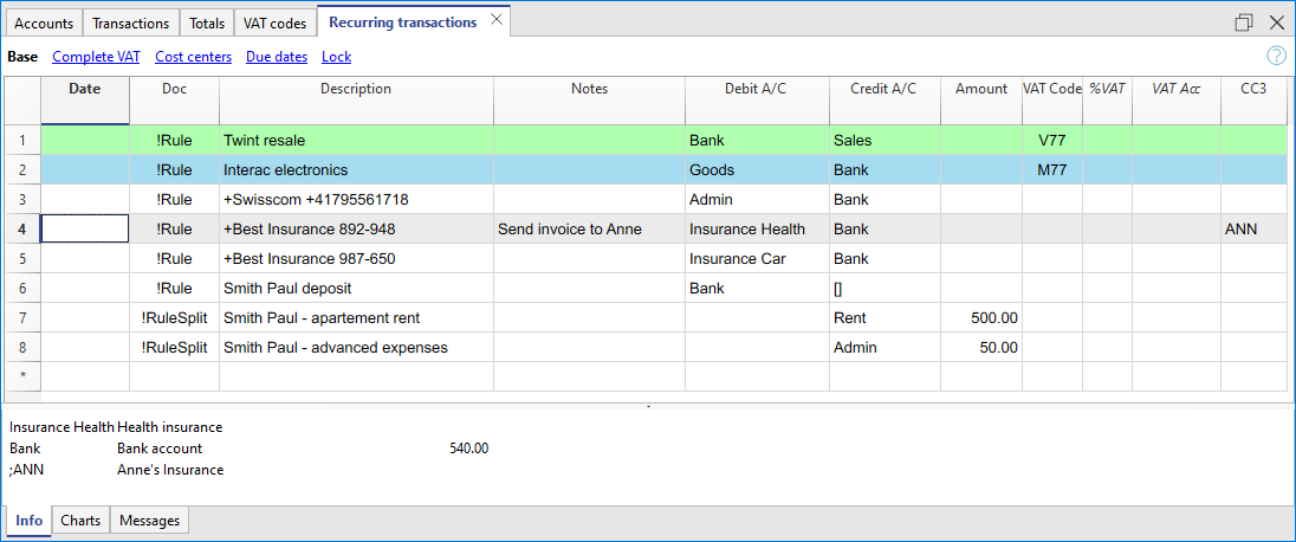 Accounts Transactions Totals VAT codes Recurring transactions
Base Complete VAT Cost centers Due dates Lock
Date Doc Description Notes Debit A/C Credit A/C Amount VAT Code %VAT VAT Acc CC3
1 !Rule Twint resale Bank Sales V77
2 !Rule Interac electronics Goods Bank M77
3 !Rule +Swisscom +41795561718 Admin Bank
4 !Rule +Best Insurance 892-948 Send invoice to Anne Insurance Health Bank ANN
5 !Rule +Best Insurance 987-650 Insurance Car Bank
6 !Rule Smith Paul deposit Bank []
7 !RuleSplit Smith Paul - apartement rent Rent 500.00
8 !RuleSplit Smith Paul - advanced expenses Admin 50.00
*
Insurance Health Health insurance
Bank Bank account 540.00
;ANN Anne's Insurance
Info Charts Messages